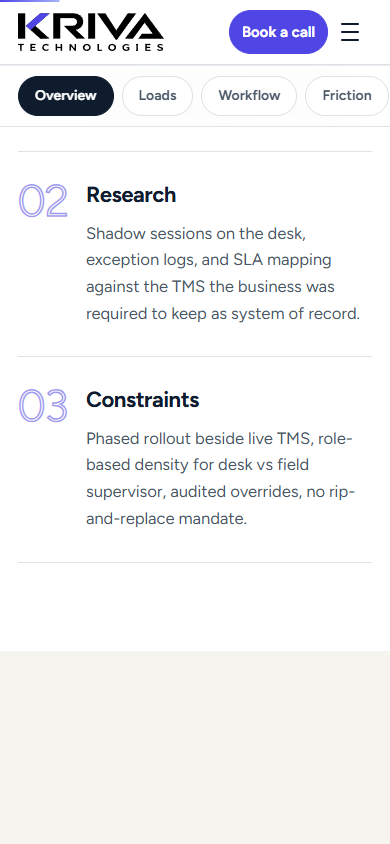 KRIVA
TECHNOLOGIES
Book a call
Overview
Loads
Workflow
Friction
02
Research
Shadow sessions on the desk,
exception logs, and SLA mapping
against the TMS the business was
required to keep as system of record.
03
Constraints
Phased rollout beside live TMS, role-
based density for desk vs field
supervisor, audited overrides, no rip-
and-replace mandate.